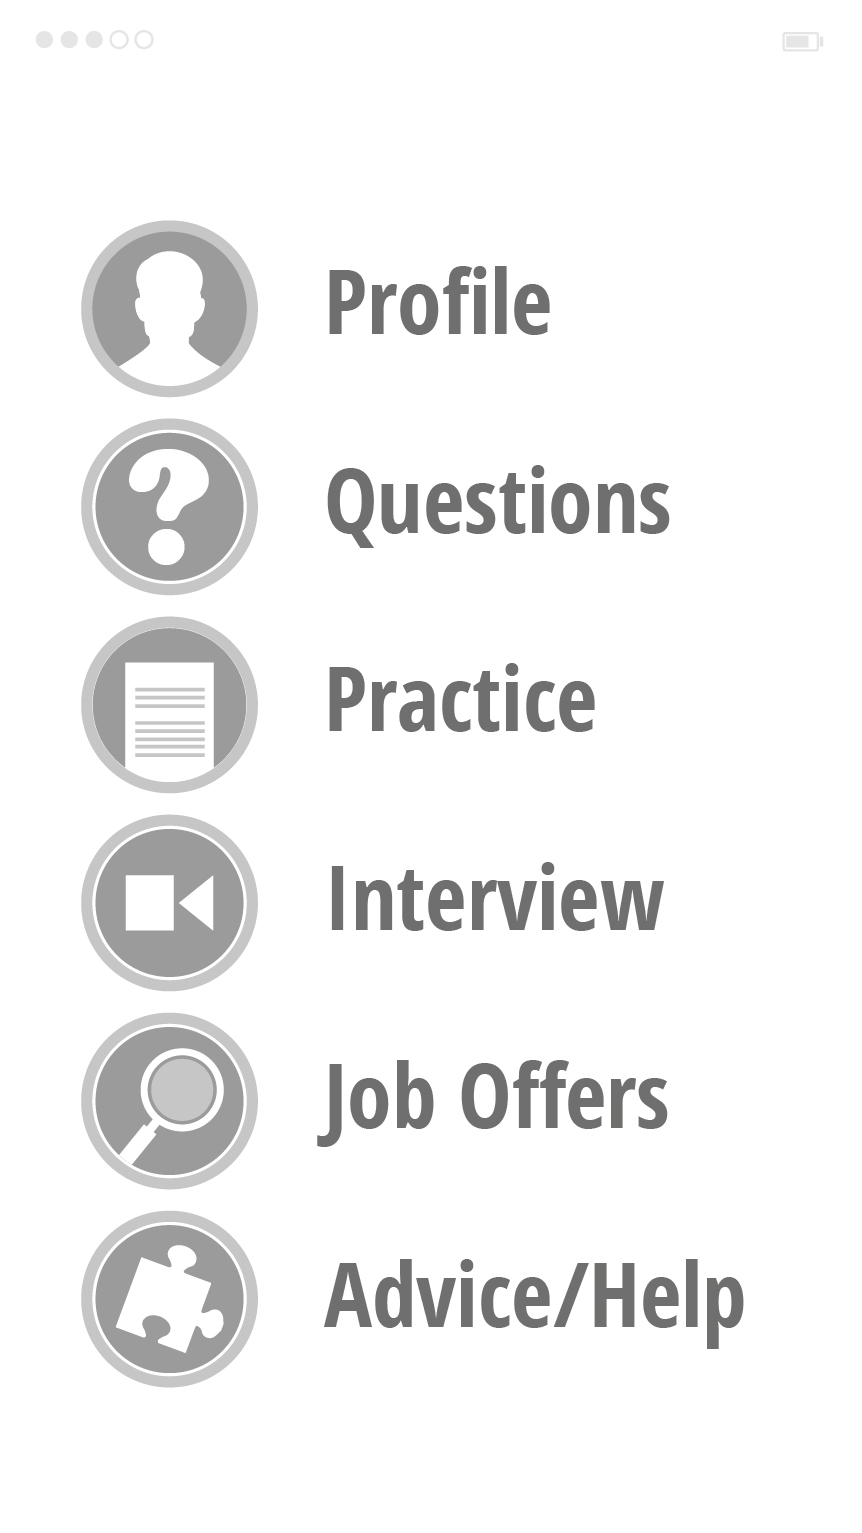 Profile
Questions
Practice
Interview
Job Offers
Advice/Help